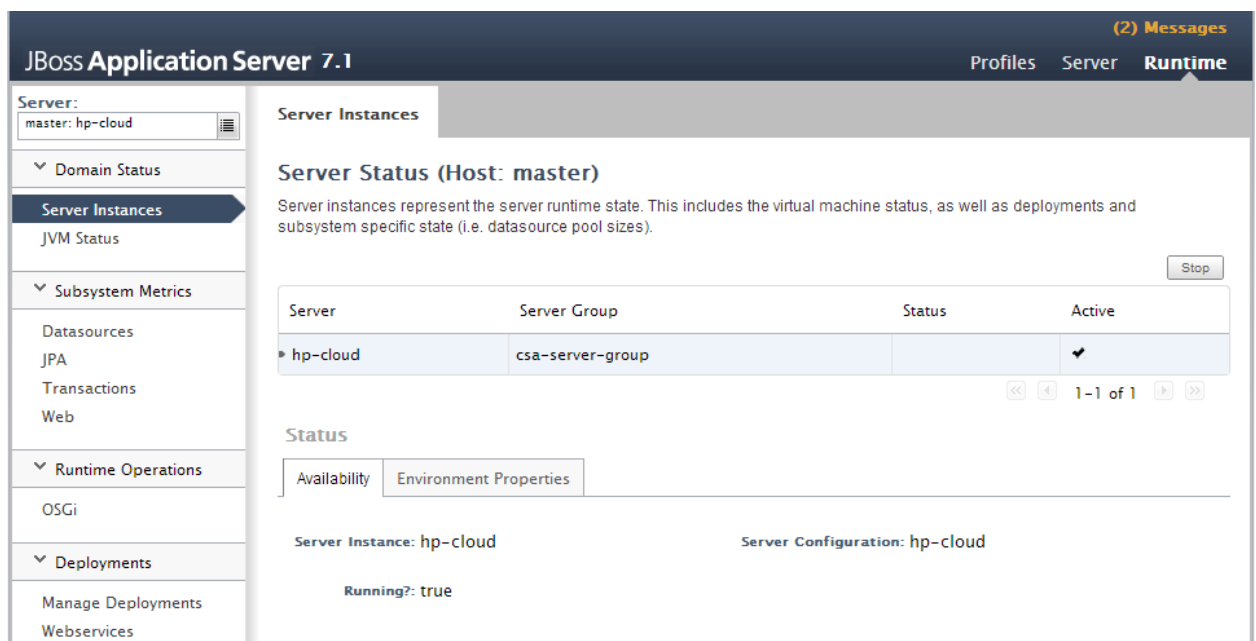 (2) Messages
JBoss Application Server 7.1
Profiles Server Runtime
Server:
master: hp-cloud
Domain Status
Server Instances
JVM Status
Subsystem Metrics
Datasources
JPA
Transactions
Web
Runtime Operations
OSGi
Deployments
Manage Deployments
Webservices
Server Instances
Server Status (Host: master)
Server instances represent the server runtime state. This includes the virtual machine status, as well as deployments and
subsystem specific state (i.e. datasource pool sizes).
Stop
Server Server Group Status Active
hp-cloud csa-server-group
1-1 of 1
Status
Availability Environment Properties
Server Instance: hp-cloud Server Configuration: hp-cloud
Running?: true